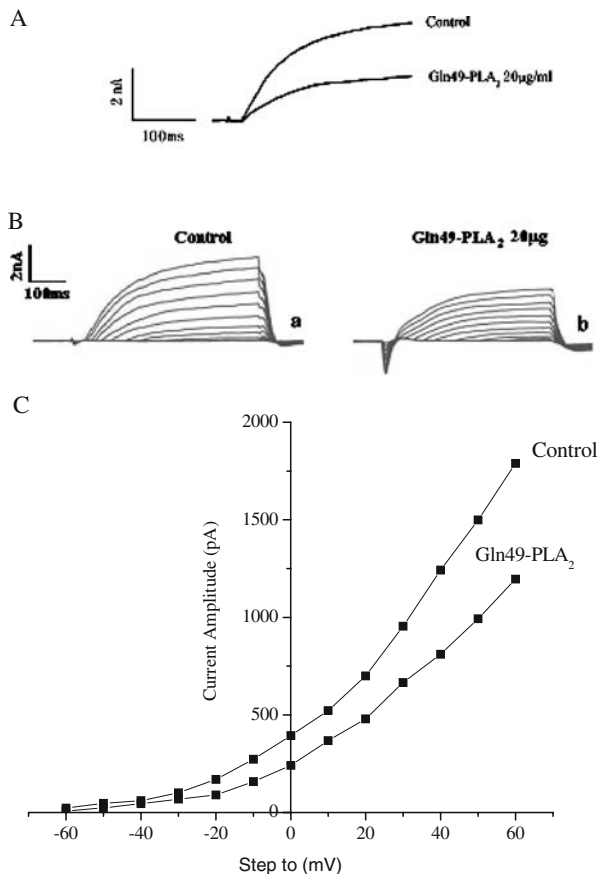 A
Control
2 nA
Gln49-PLA₂ 20µg/ml
100ms
B
Control
Gln49-PLA₂ 20µg
2nA
100ms
a
b
C
2000
1500
1000
500
0
Current Amplitude (pA)
Control
Gln49-PLA₂
-60 -40 -20 0 20 40 60
Step to (mV)